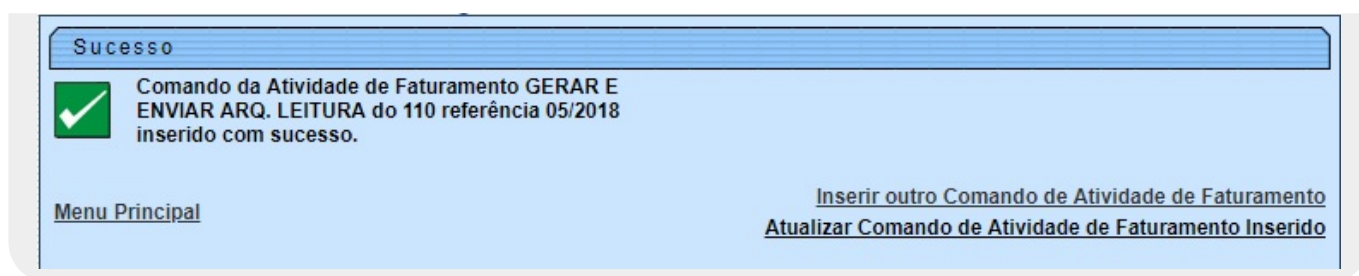 Sucesso
Comando da Atividade de Faturamento GERAR E
ENVIAR ARQ. LEITURA do 110 referência 05/2018
inserido com sucesso.
Inserir outro Comando de Atividade de Faturamento
Menu Principal
Atualizar Comando de Atividade de Faturamento Inserido